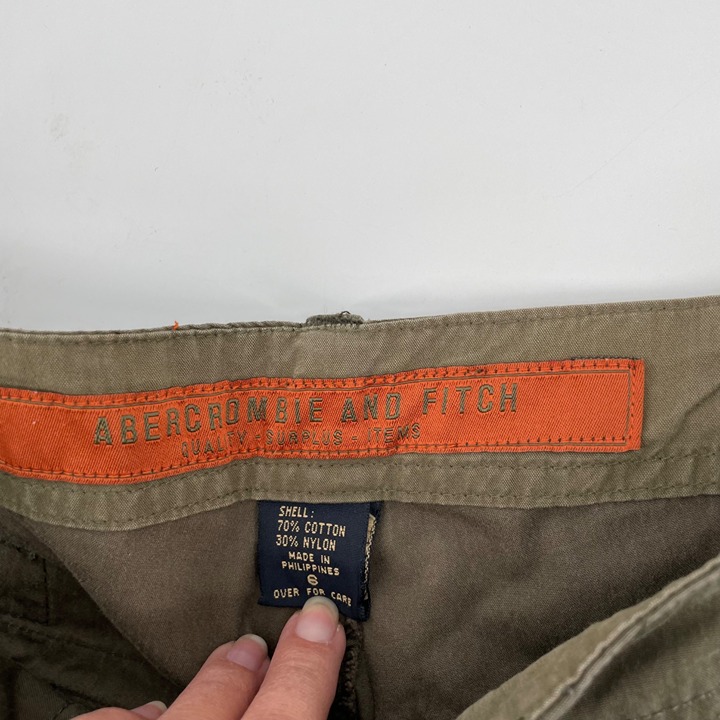 ABERCROMBIE AND FITCH
QUALITY - SURPLUS - ITEMS
SHELL:
70% COTTON
30% NYLON
MADE IN
PHILIPPINES
6
OVER FOR CARE